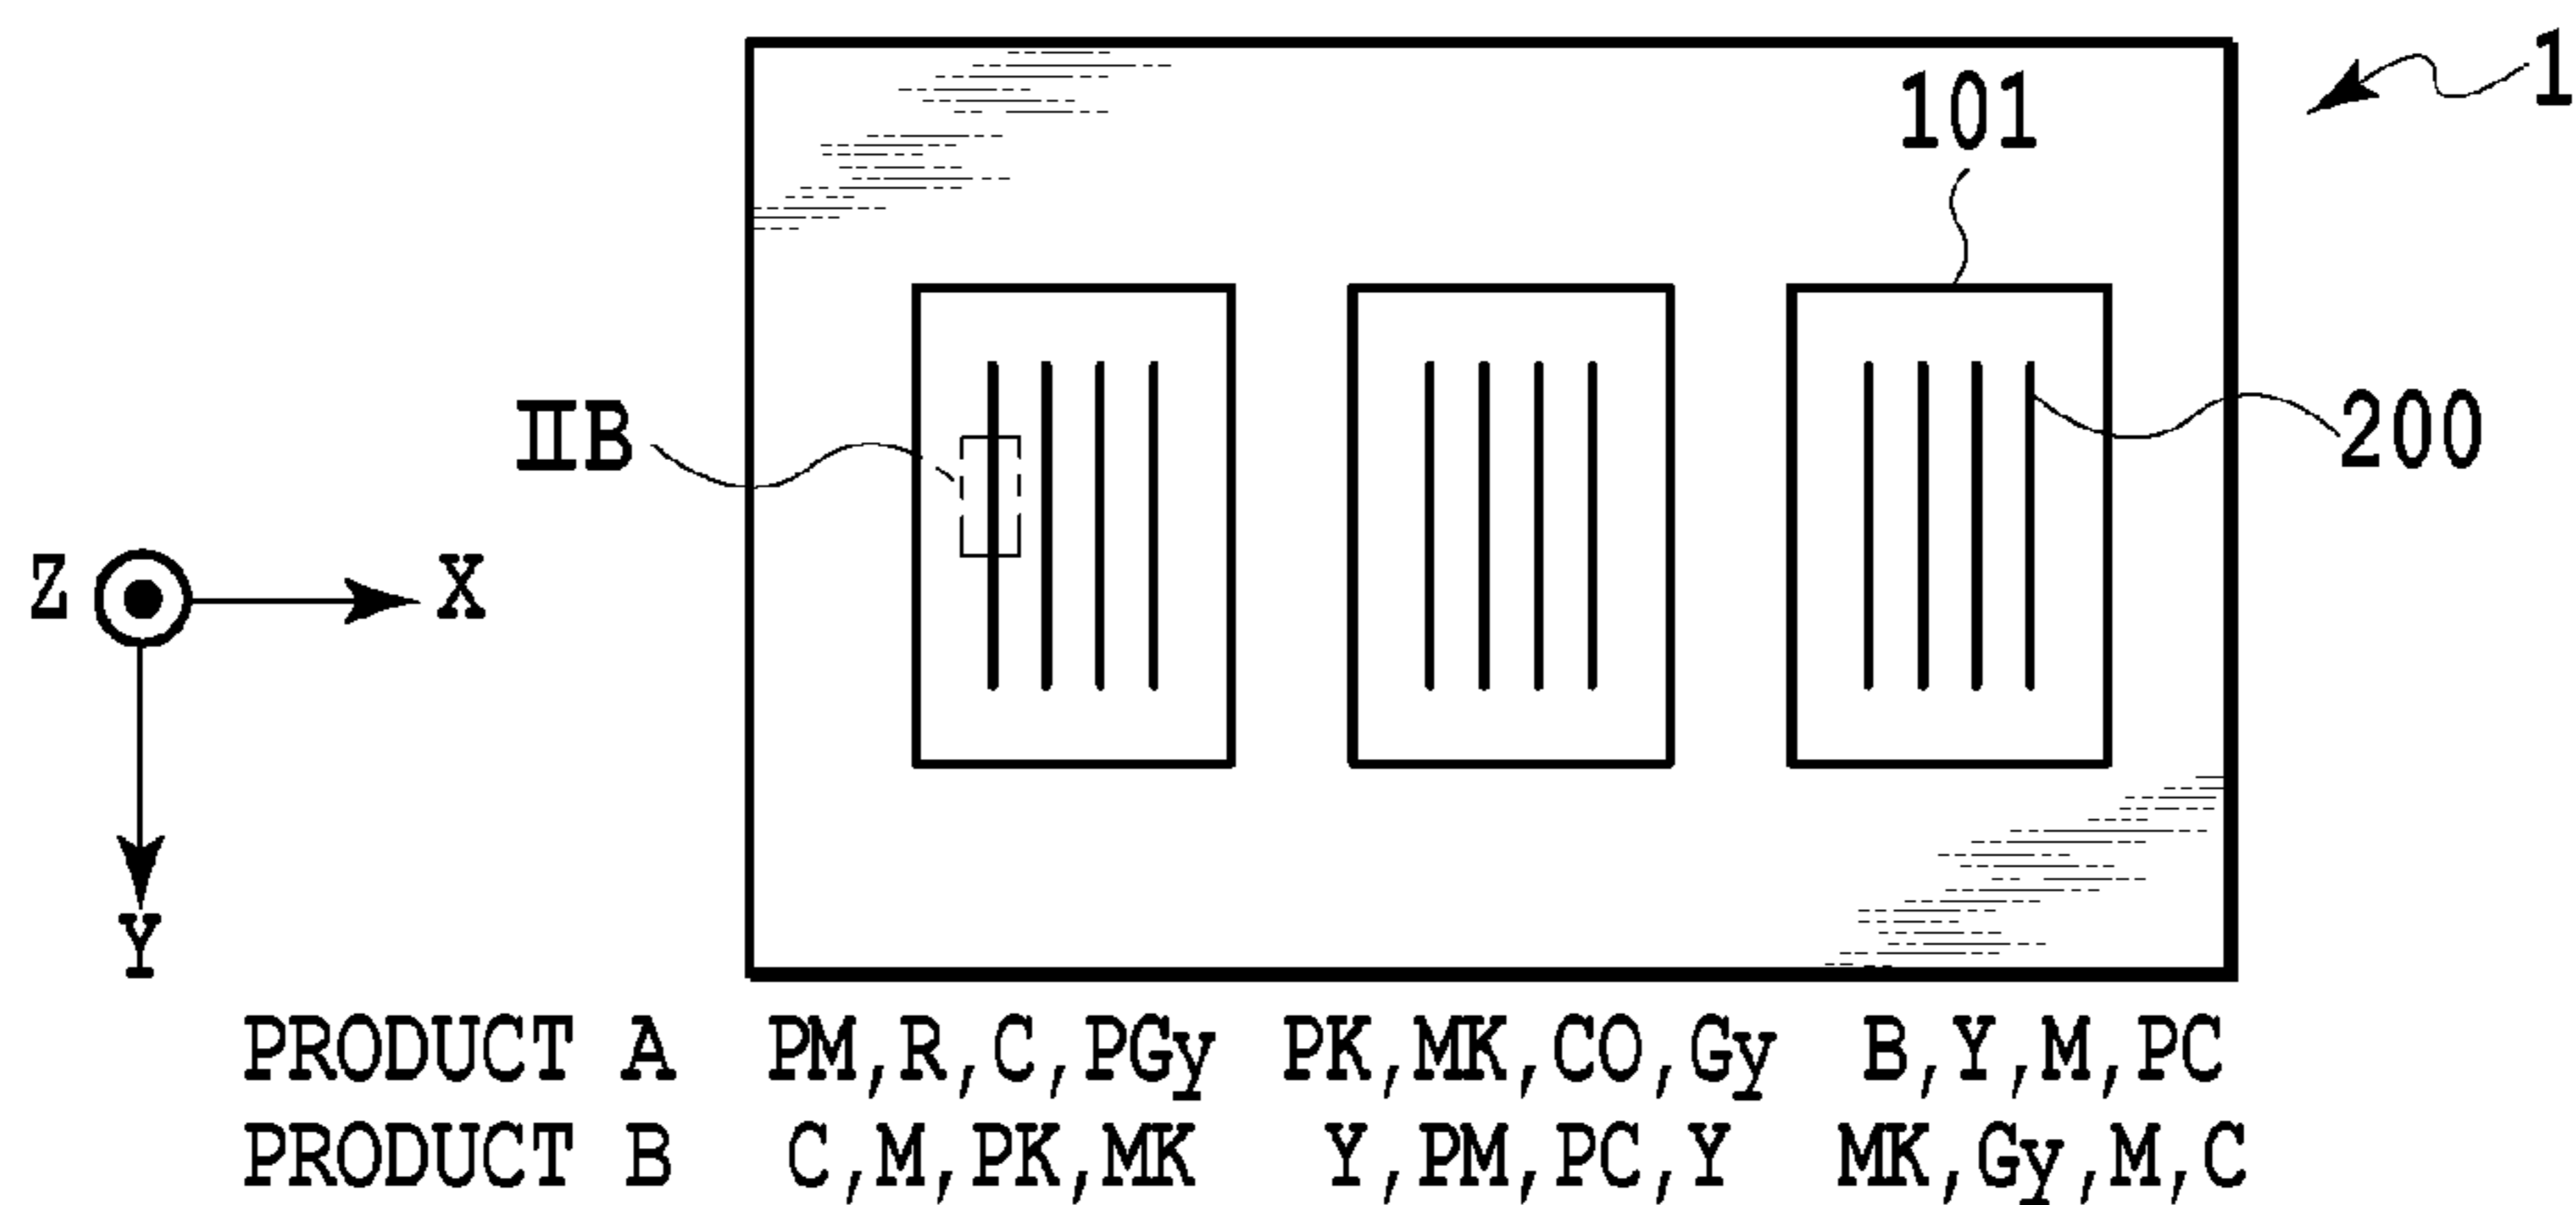 1
101
IIB
200
Z X
Y
PRODUCT A PM,R,C,PGy PK,MK,CO,Gy B,Y,M,PC
PRODUCT B C,M,PK,MK Y,PM,PC,Y MK,Gy,M,C